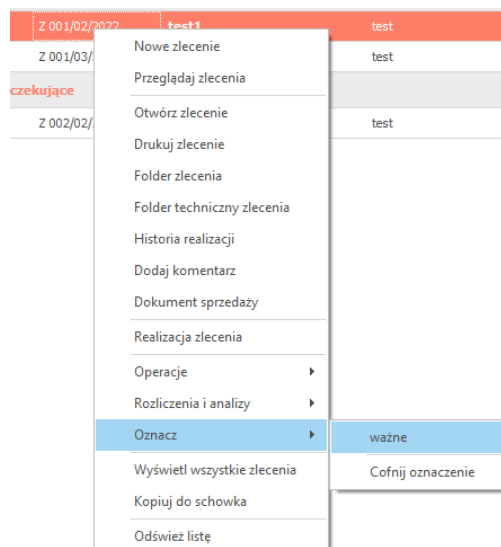 Z 001/02/2022 test1 test
Z 001/03/ test
czekujące
Z 002/02/ test
Nowe zlecenie
Przeglądaj zlecenia
Otwórz zlecenie
Drukuj zlecenie
Folder zlecenia
Folder techniczny zlecenia
Historia realizacji
Dodaj komentarz
Dokument sprzedaży
Realizacja zlecenia
Operacje
Rozliczenia i analizy
Oznacz
Wyświetl wszystkie zlecenia
Kopiuj do schowka
Odśwież listę
ważne
Cofnij oznaczenie